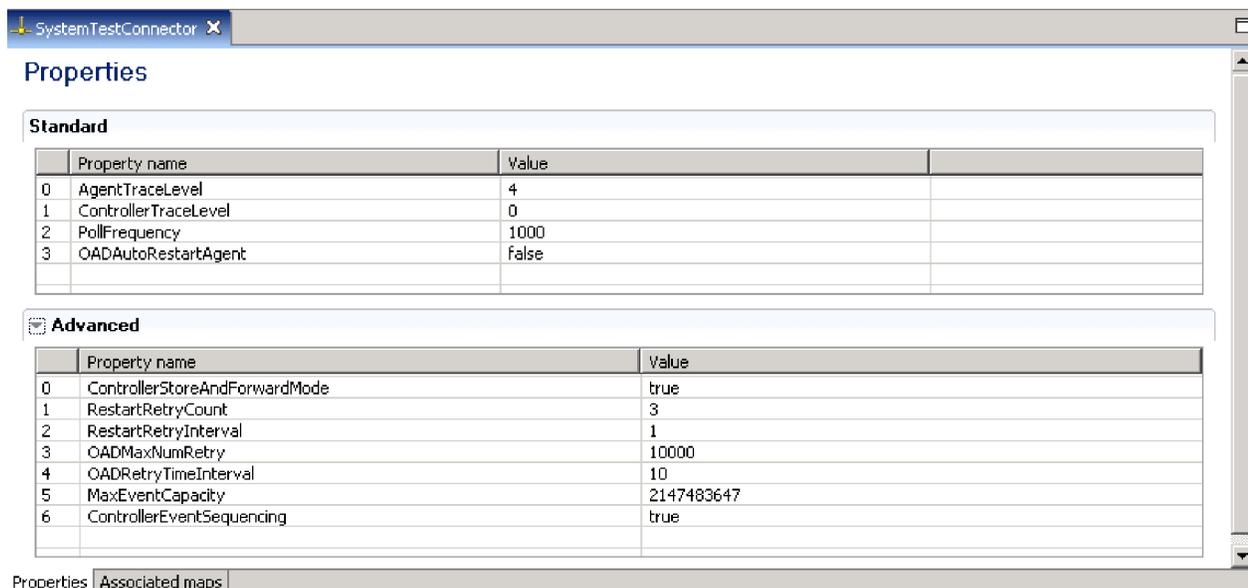 SystemTestConnector
Properties
Standard
Property name Value
0 AgentTraceLevel 4
1 ControllerTraceLevel 0
2 PollFrequency 1000
3 OADAutoRestartAgent false
Advanced
Property name Value
0 ControllerStoreAndForwardMode true
1 RestartRetryCount 3
2 RestartRetryInterval 1
3 OADMaxNumRetry 10000
4 OADRetryTimeInterval 10
5 MaxEventCapacity 2147483647
6 ControllerEventSequencing true
Properties Associated maps